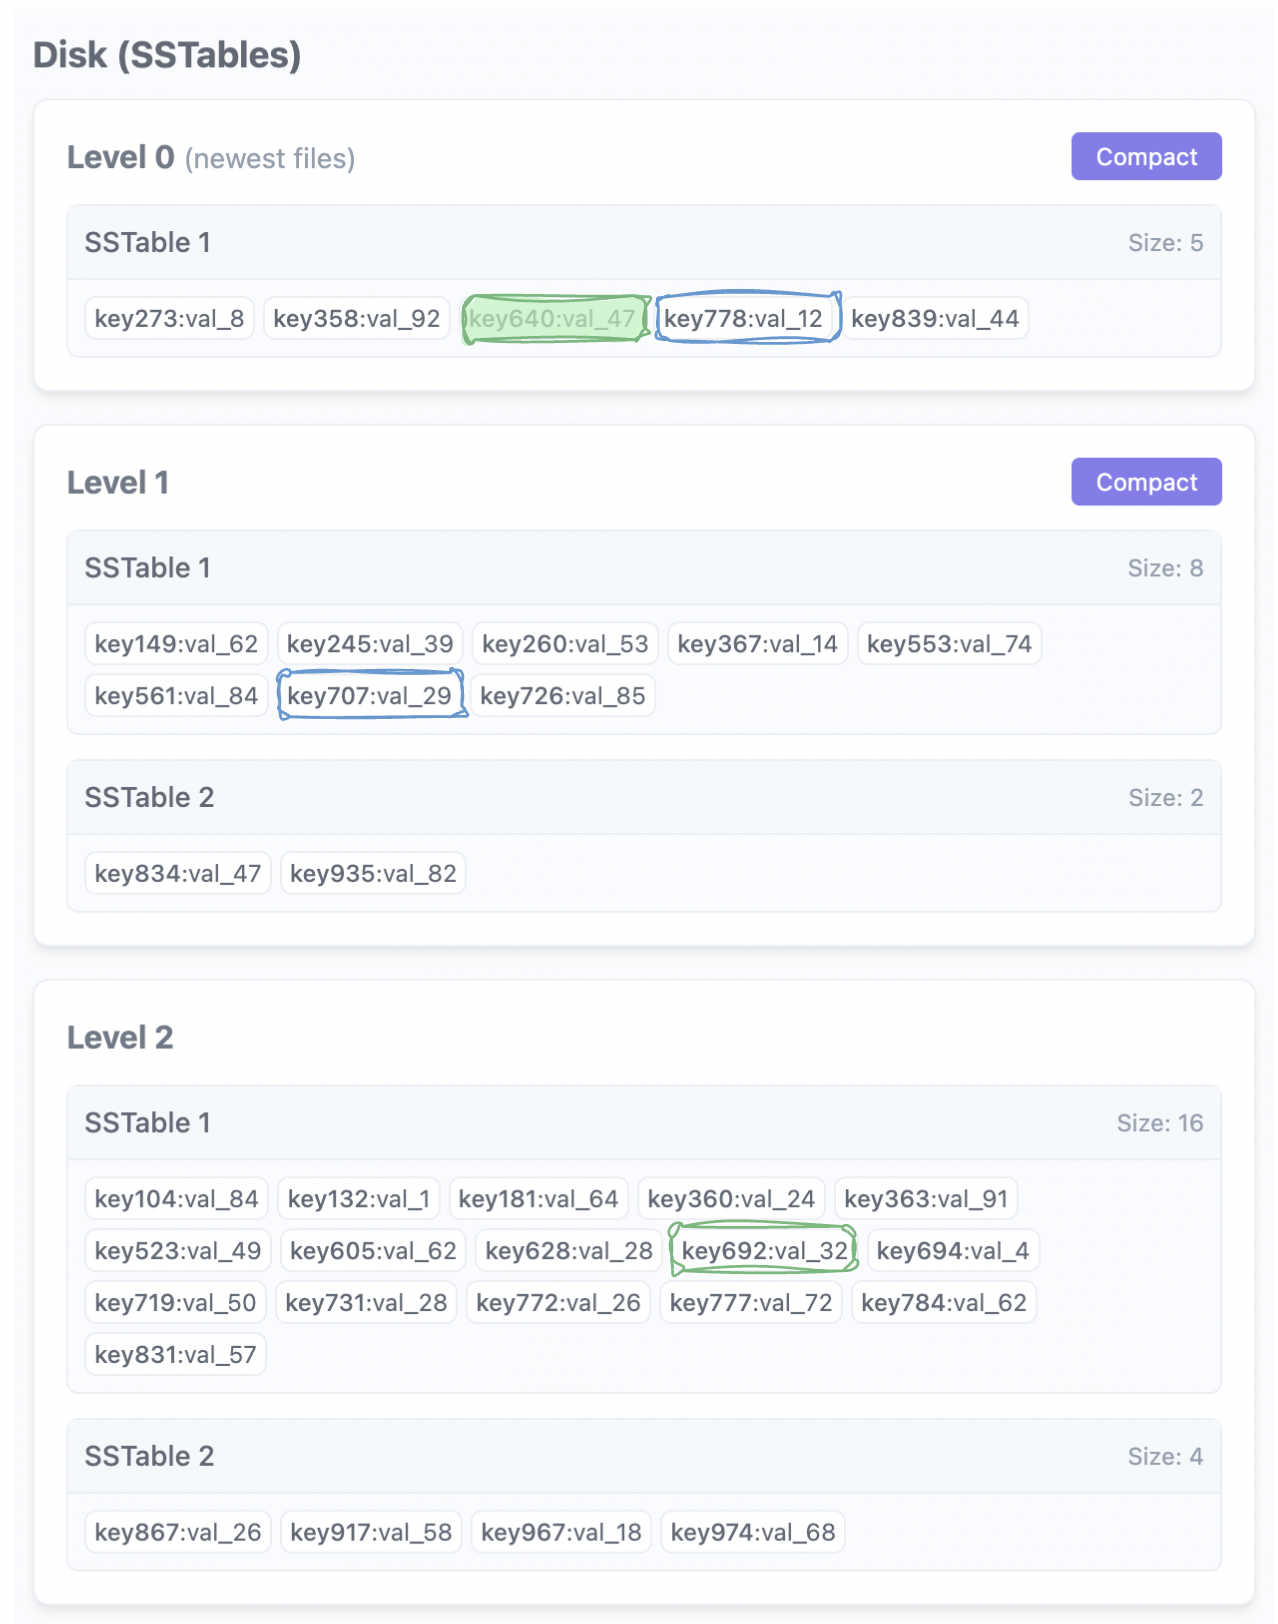 Disk (SSTables)
Level 0 (newest files)
Compact
SSTable 1
Size: 5
key273:val_8 key358:val_92 key640:val_47 key778:val_12 key839:val_44
Level 1
Compact
SSTable 1
Size: 8
key149:val_62 key245:val_39 key260:val_53 key367:val_14 key553:val_74
key561:val_84 key707:val_29 key726:val_85
SSTable 2
Size: 2
key834:val_47 key935:val_82
Level 2
SSTable 1
Size: 16
key104:val_84 key132:val_1 key181:val_64 key360:val_24 key363:val_91
key523:val_49 key605:val_62 key628:val_28 key692:val_32 key694:val_4
key719:val_50 key731:val_28 key772:val_26 key777:val_72 key784:val_62
key831:val_57
SSTable 2
Size: 4
key867:val_26 key917:val_58 key967:val_18 key974:val_68